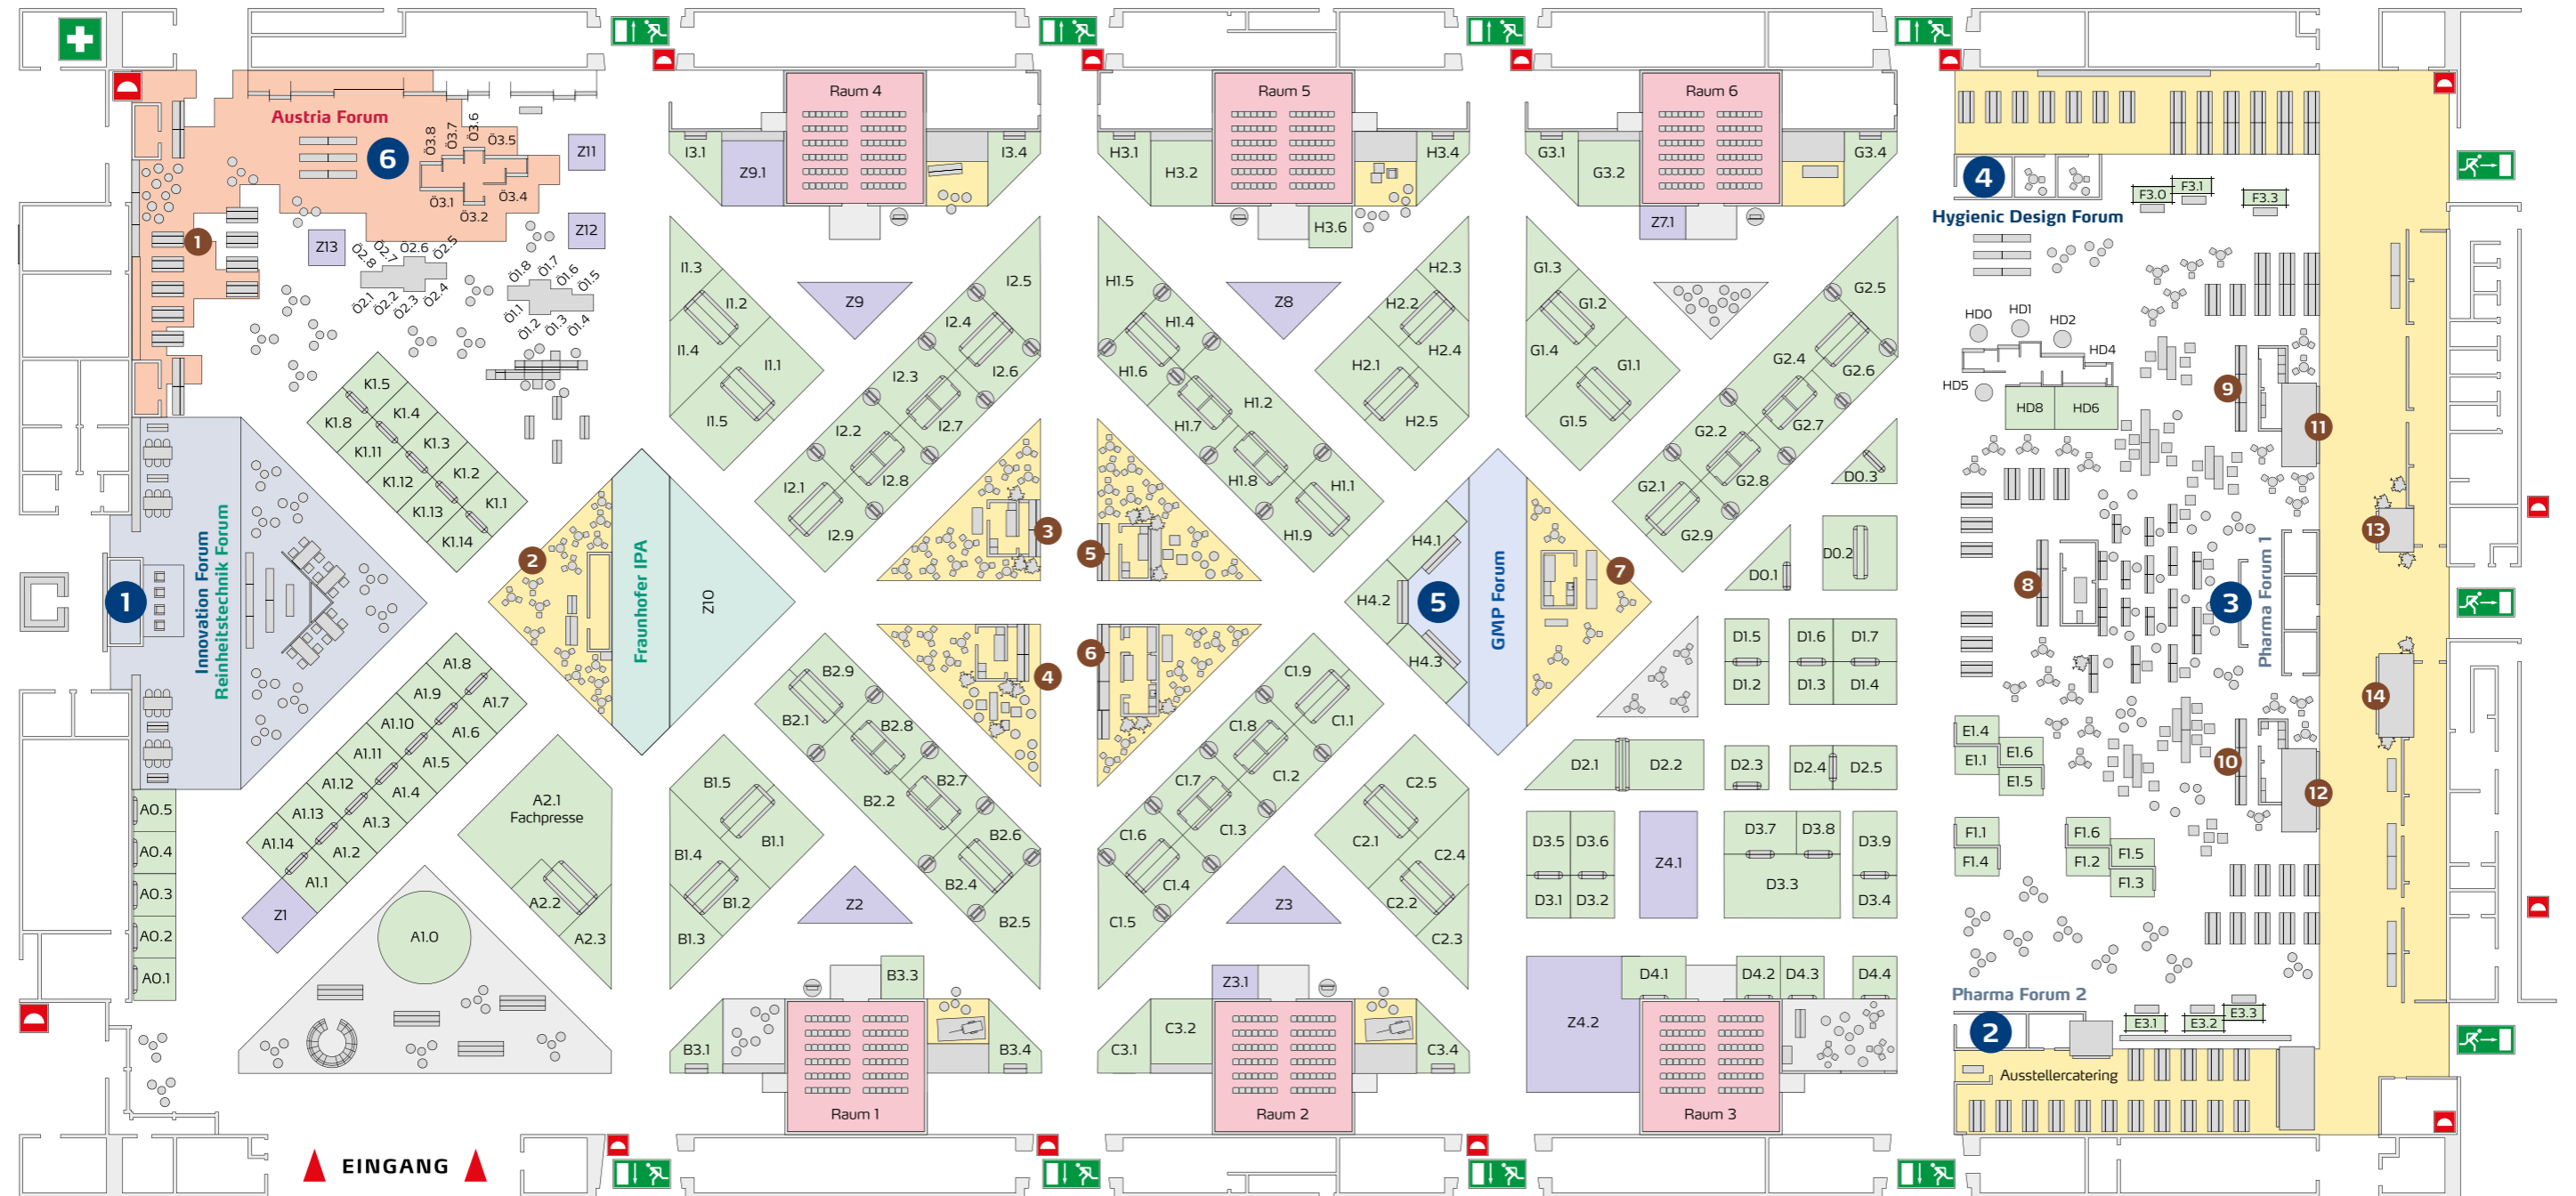 Raum 4
Raum 5
Raum 6
Austria Forum
6
Ö3.8
Ö3.7
Ö3.6
Ö3.5
Ö3.4
Ö3.1
Ö3.2
Z11
Z12
Z13
1
Ö2.8
Ö2.7
Ö2.6
Ö2.5
Ö2.1
Ö2.2
Ö2.3
Ö2.4
Ö1.8
Ö1.7
Ö1.6
Ö1.5
Ö1.1
Ö1.2
Ö1.3
Ö1.4
I3.1
Z9.1
I3.4
H3.1
H3.2
H3.4
H3.6
G3.1
G3.2
G3.4
Z7.1
4
Hygienic Design Forum
F3.0
F3.1
F3.3
I1.3
I1.2
I1.4
I1.1
I1.5
Z9
I2.5
I2.4
I2.6
I2.3
I2.7
I2.2
I2.8
I2.1
I2.9
H1.5
H1.4
H1.6
H1.2
H1.7
H1.8
H1.1
H1.9
Z8
H2.3
H2.2
H2.4
H2.1
H2.5
G1.3
G1.2
G1.4
G1.1
G1.5
G2.5
G2.4
G2.6
G2.7
G2.2
G2.8
G2.1
G2.9
HD0
HD1
HD2
HD4
HD5
HD8
HD6
9
11
K1.5
K1.4
K1.8
K1.3
K1.11
K1.2
K1.12
K1.1
K1.13
K1.14
D0.3
D0.2
D0.1
13
1
Innovation Forum
Reinheitstechnik Forum
2
Fraunhofer IPA
Z10
3
5
4
6
H4.1
H4.2
H4.3
5
GMP Forum
7
8
3
Pharma Forum 1
14
D1.5
D1.6
D1.7
D1.2
D1.3
D1.4
A1.8
A1.9
A1.7
A1.10
A1.6
A1.11
A1.5
A1.12
A1.4
A1.13
A1.3
A1.14
A1.2
A1.1
Z1
A0.5
A0.4
A0.3
A0.2
A0.1
A2.1
Fachpresse
A2.2
A2.3
A1.0
B2.9
B2.1
B2.8
B2.7
B2.2
B2.6
B2.4
B2.5
B1.5
B1.1
B1.4
B1.2
B1.3
Z2
C1.9
C1.1
C1.8
C1.2
C1.7
C1.3
C1.6
C1.4
C1.5
Z3
C2.5
C2.1
C2.4
C2.2
C2.3
D2.1
D2.2
D2.3
D2.4
D2.5
D3.5
D3.6
D3.1
D3.2
Z4.1
D3.7
D3.8
D3.3
D3.9
D3.4
E1.4
E1.1
E1.6
E1.5
10
12
F1.1
F1.4
F1.6
F1.2
F1.5
F1.3
B3.3
B3.1
B3.4
Z3.1
C3.2
C3.1
C3.4
Z4.2
D4.1
D4.2
D4.3
D4.4
Pharma Forum 2
2
E3.1
E3.2
E3.3
Ausstellercatering
Raum 1
Raum 2
Raum 3
EINGANG